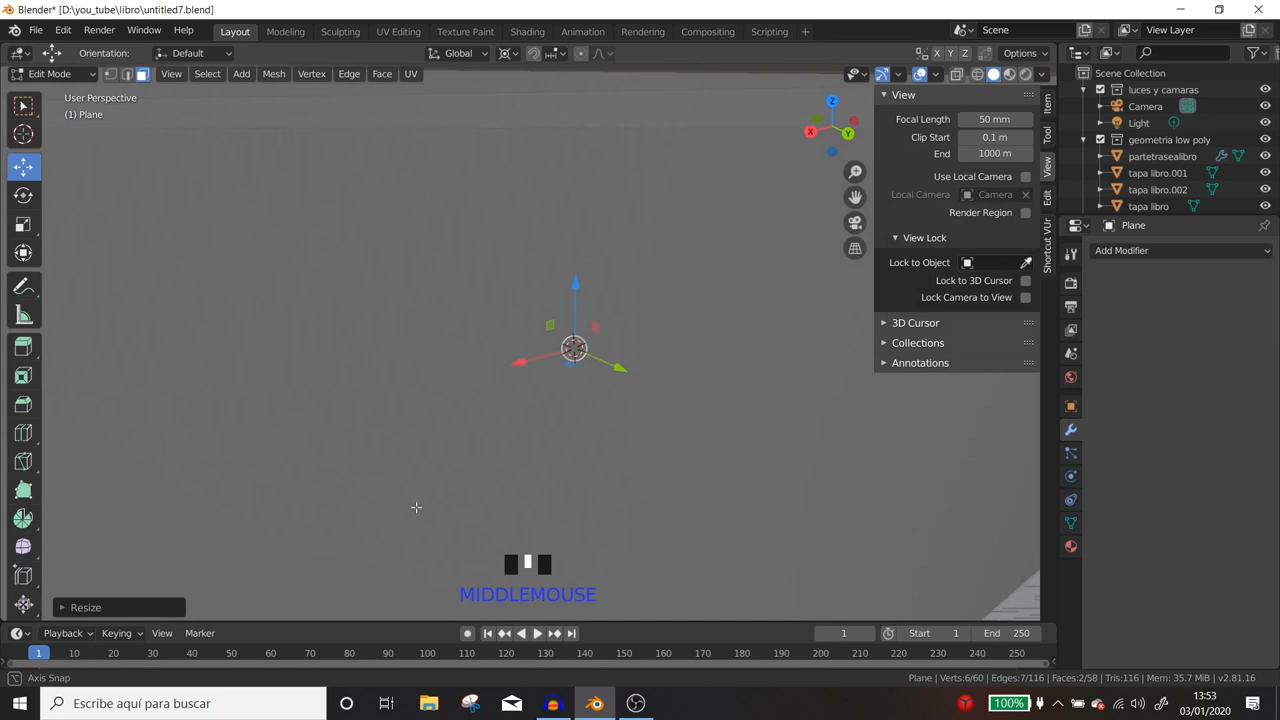 Blender* [D:\you_tube\libro\untitled7.blend]
File Edit Render Window Help Layout Modeling Sculpting UV Editing Texture Paint Shading Animation Rendering Compositing Scripting + Scene View Layer
Orientation: Default Global X Y Z Options
Edit Mode View Select Add Mesh Vertex Edge Face UV
User Perspective
(1) Plane
Z
X
Y
View
Focal Length 50 mm
Clip Start 0.1 m
End 1000 m
Use Local Camera
Local Camera Camera
Render Region
View Lock
Lock to Object
Lock to 3D Cursor
Lock Camera to View
3D Cursor
Collections
Annotations
Item
Tool
View
Edit
Shortcut VUr
Scene Collection
luces y camaras
Camera
Light
geometria low poly
partetrasealibro
tapa libro.001
tapa libro.002
tapa libro
Plane
Add Modifier
MIDDLEMOUSE
Resize
Playback Keying View Marker 1 Start 1 End 250
1 10 20 30 40 50 60 70 80 90 100 110 120 130 140 150 160 170 180 190 200 210 220 230 240 250
Axis Snap Plane | Verts:6/60 | Edges:7/116 | Faces:2/58 | Tris:116 | Mem: 35.7 MiB | v2.81.16
Escribe aquí para buscar 100% 13:53
03/01/2020